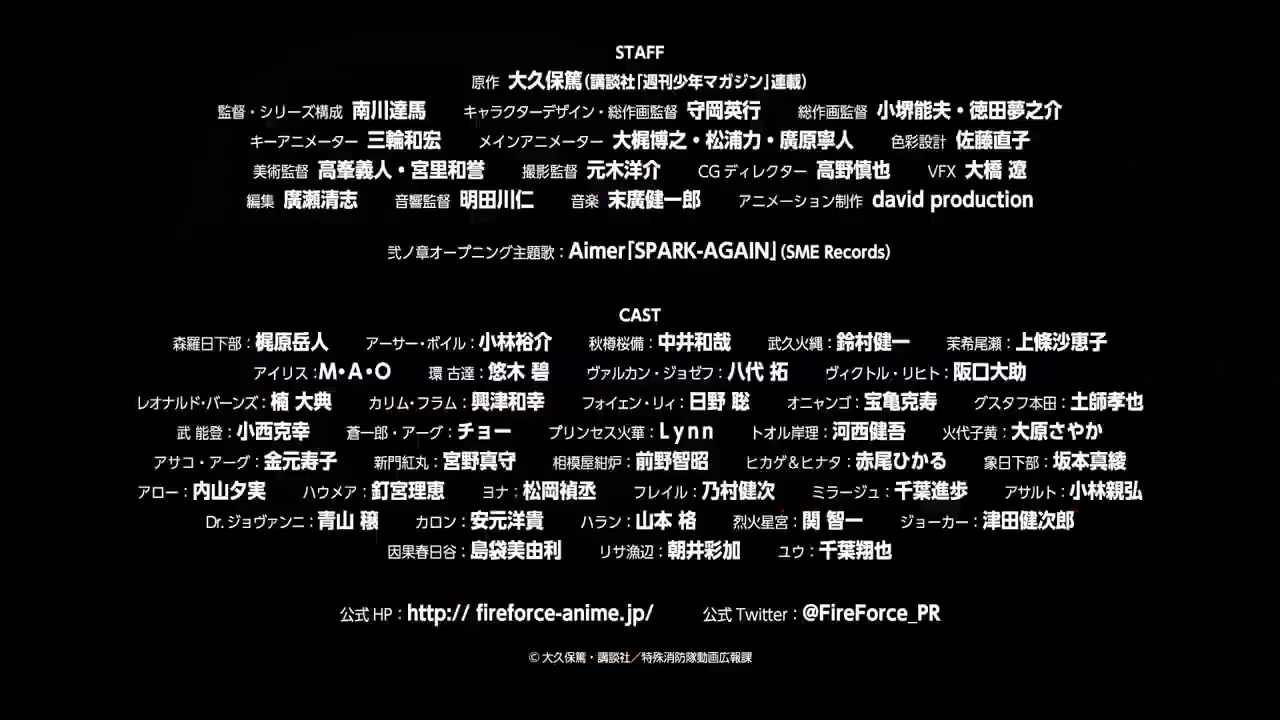 STAFF
原作 大久保篤(講談社「週刊少年マガジン」連載)
監督・シリーズ構成 南川達馬 キャラクターデザイン・総作画監督 守岡英行 総作画監督 小堺能夫・徳田夢之介
キーアニメーター 三輪和宏 メインアニメーター 大梶博之・松浦力・廣原寧人 色彩設計 佐藤直子
美術監督 高峯義人・宮里和誉 撮影監督 元木洋介 CGディレクター 高野慎也 VFX 大橋 遼
編集 廣瀬清志 音響監督 明田川仁 音楽 末廣健一郎 アニメーション制作 david production
弐ノ章オープニング主題歌：Aimer「SPARK-AGAIN」(SME Records)
CAST
森羅日下部：梶原岳人 アーサー・ボイル：小林裕介 秋樽桜備：中井和哉 武久火縄：鈴村健一 茉希尾瀬：上條沙恵子
アイリス：M・A・O 環 古達：悠木 碧 ヴァルカン・ジョゼフ：八代 拓 ヴィクトル・リヒト：阪口大助
レオナルド・バーンズ：楠 大典 カリム・フラム：興津和幸 フォイェン・リィ：日野 聡 オニャンゴ：宝亀克寿 グスタフ本田：土師孝也
武 能登：小西克幸 蒼一郎・アーグ：チョー プリンセス火華：Lynn トオル岸理：河西健吾 火代子黄：大原さやか
アサコ・アーグ：金元寿子 新門紅丸：宮野真守 相模屋紺炉：前野智昭 ヒカゲ＆ヒナタ：赤尾ひかる 象日下部：坂本真綾
アロー：内山夕実 ハウメア：釘宮理恵 ヨナ：松岡禎丞 フレイル：乃村健次 ミラージュ：千葉進歩 アサルト：小林親弘
Dr. ジョヴァンニ：青山 穣 カロン：安元洋貴 ハラン：山本 格 烈火星宮：関 智一 ジョーカー：津田健次郎
因果春日谷：島袋美由利 リサ漁辺：朝井彩加 ユウ：千葉翔也
公式 HP：http:// fireforce-anime.jp/ 公式 Twitter：@FireForce_PR
© 大久保篤・講談社／特殊消防隊動画広報課